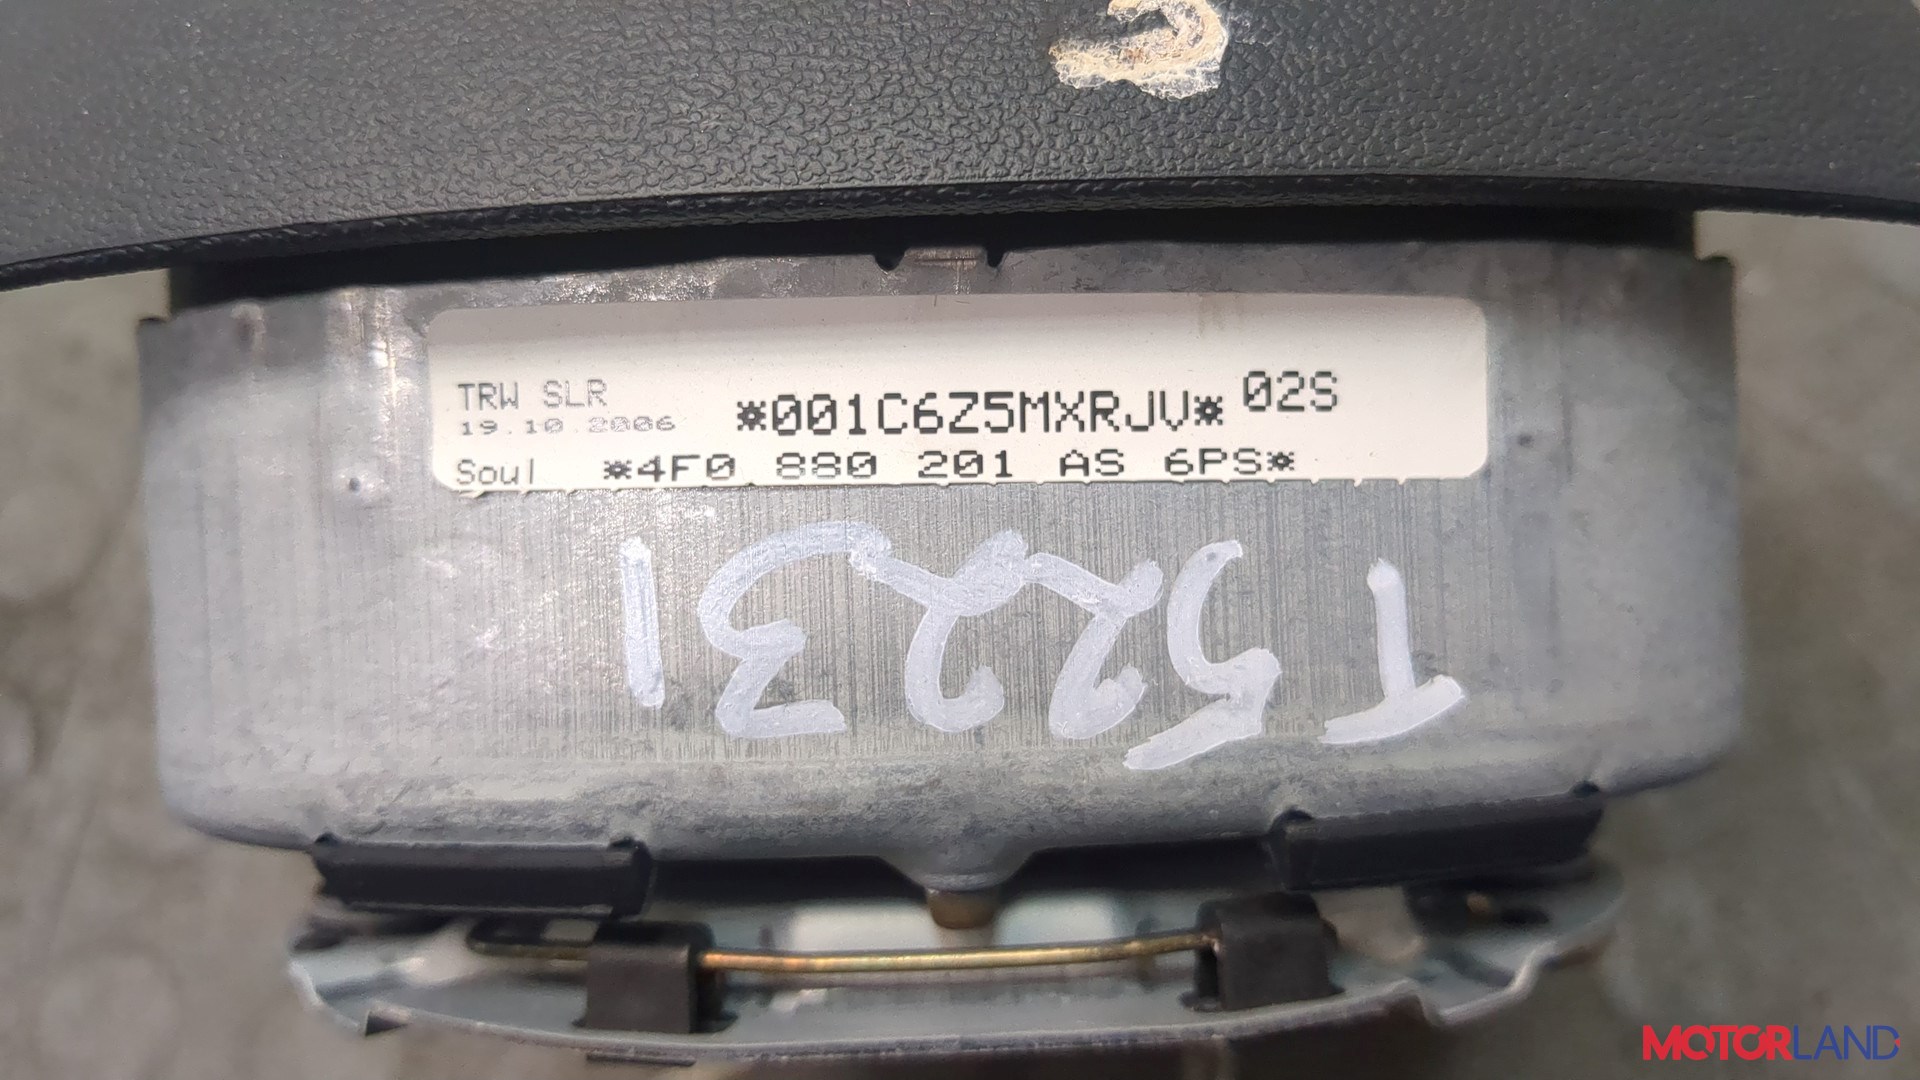 TRW SLR
19.10.2006
*001C6Z5MXRJV* 02S
Soul *4F0 880 201 AS 6PS*
T52231
MOTORLAND